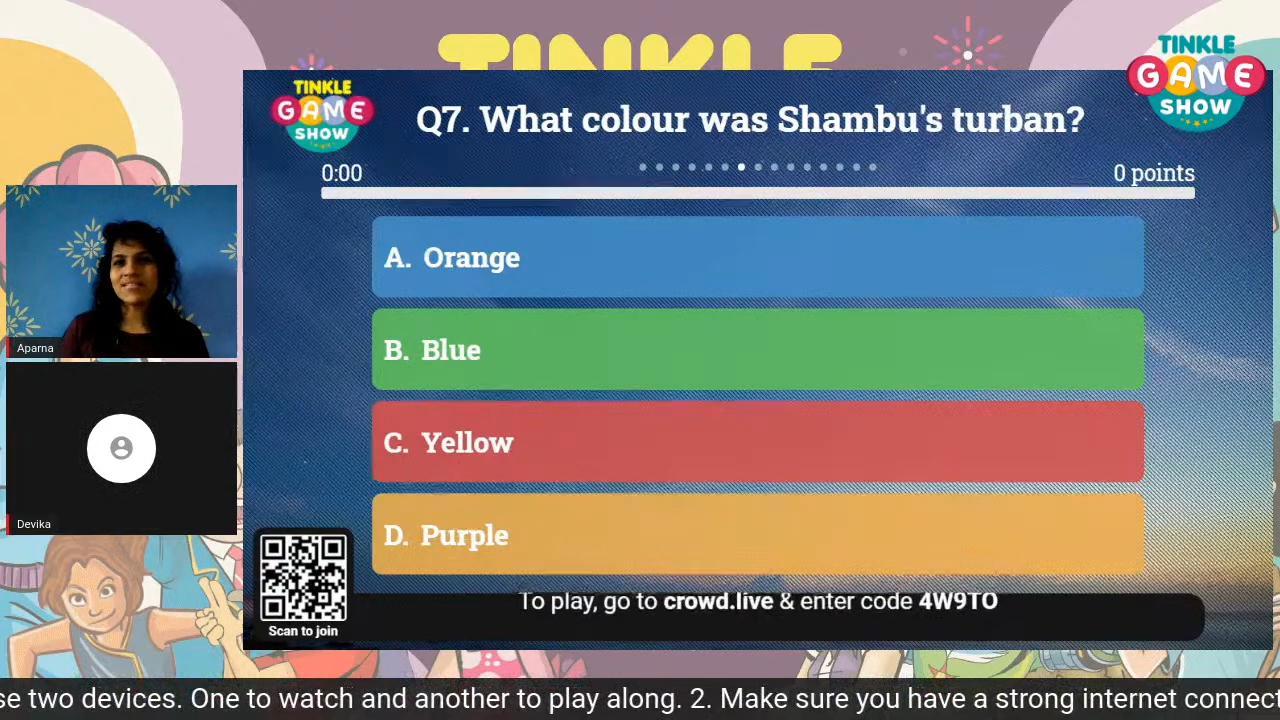 TINKLE
TINKLE
GAME
SHOW
TINKLE
GAME
SHOW
Q7. What colour was Shambu's turban?
0:00
0 points
A. Orange
B. Blue
C. Yellow
D. Purple
Aparna
Devika
Scan to join
To play, go to crowd.live & enter code 4W9TO
se two devices. One to watch and another to play along. 2. Make sure you have a strong internet connect